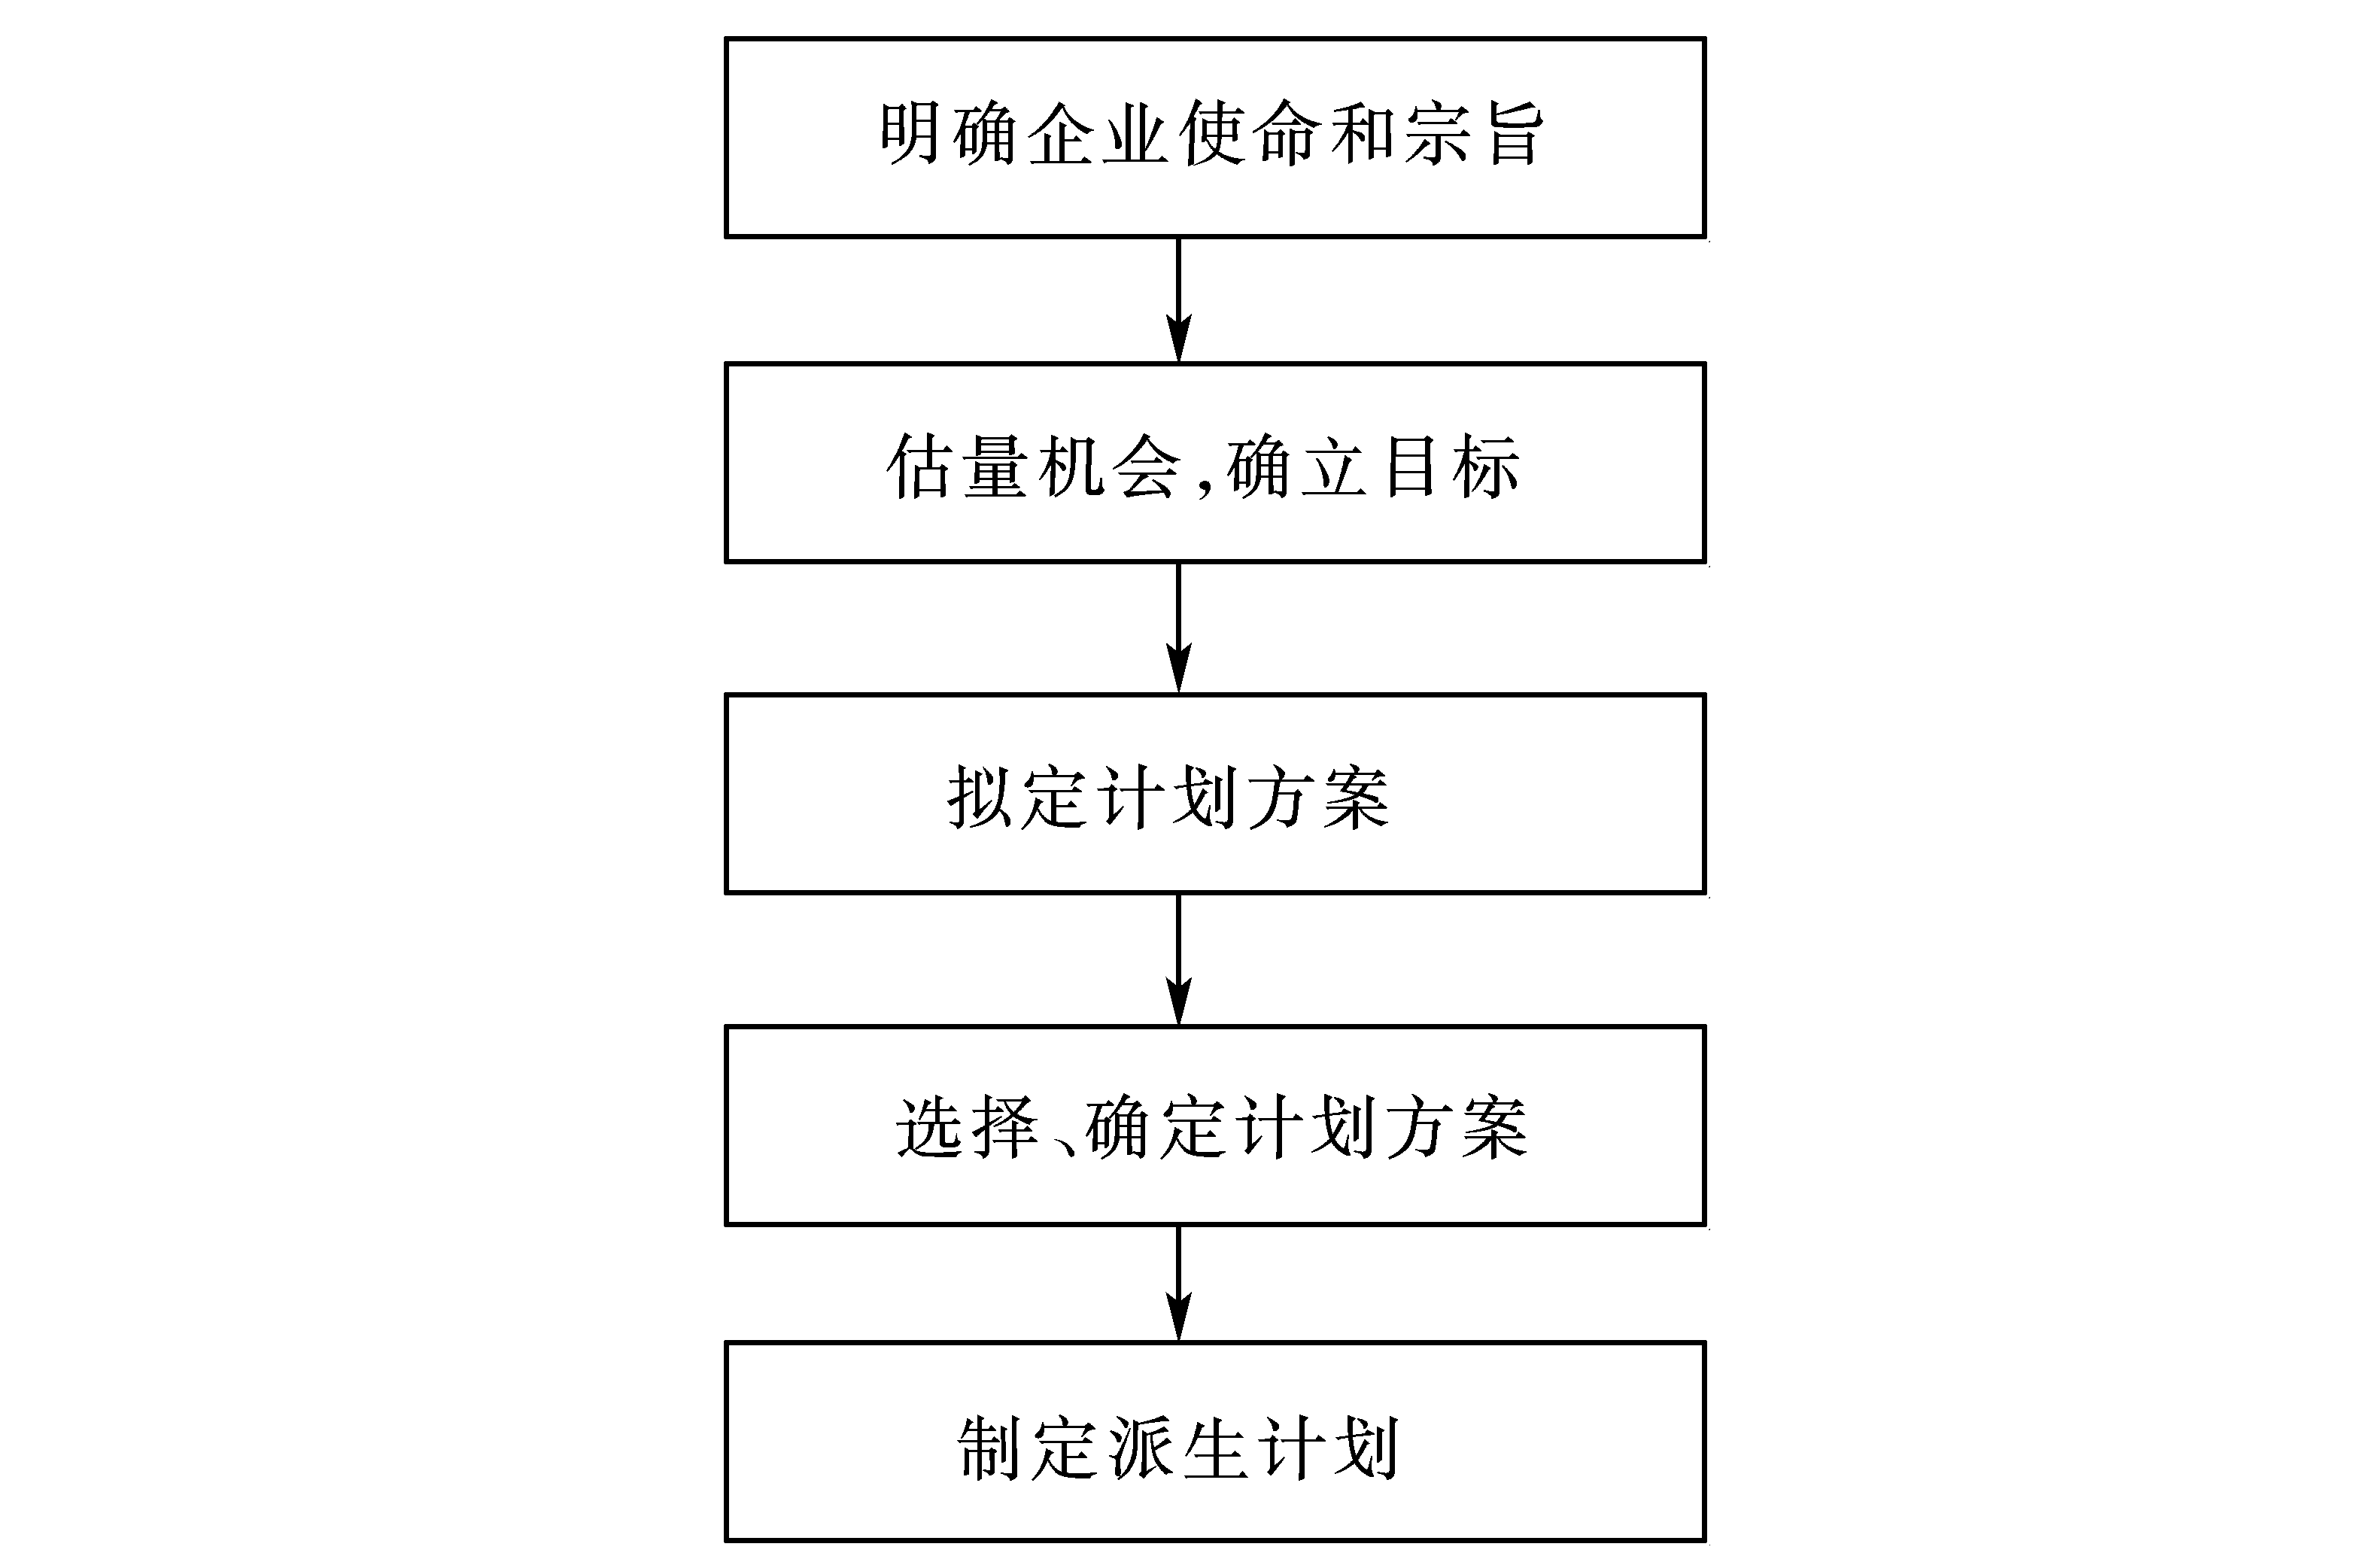 明确企业使命和宗旨
估量机会,确立目标
拟定计划方案
选择、确定计划方案
制定派生计划